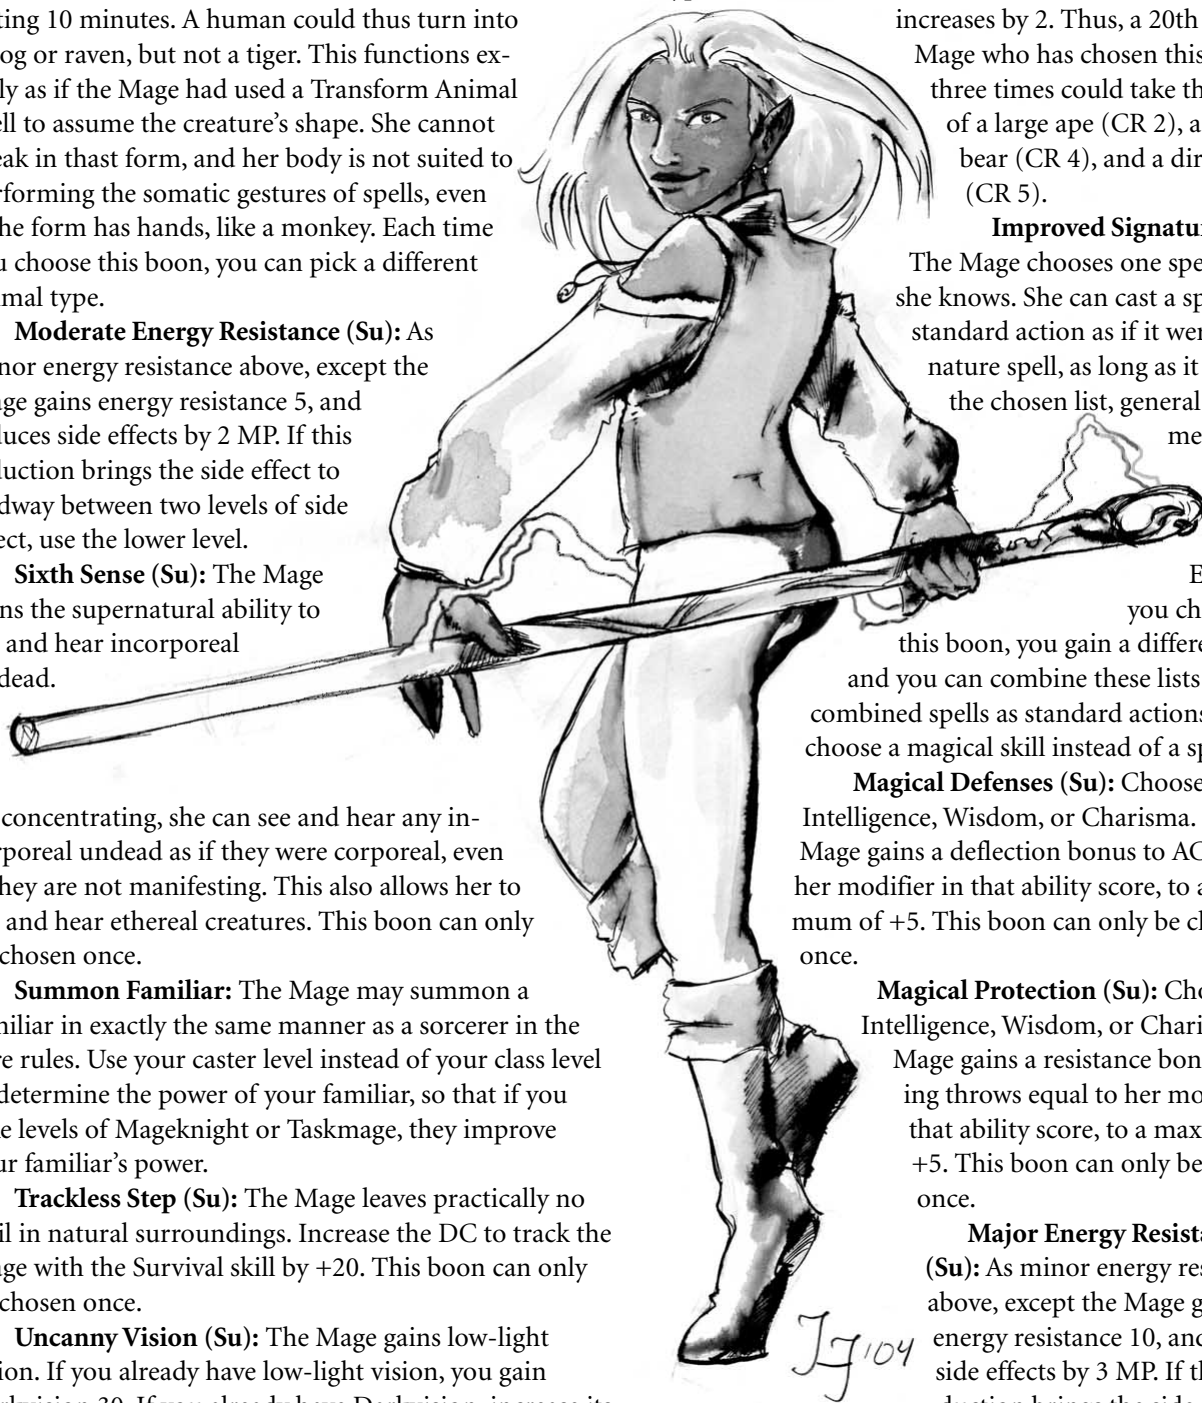 ting 10 minutes. A human could thus turn into
og or raven, but not a tiger. This functions ex-
ly as if the Mage had used a Transform Animal
ell to assume the creature's shape. She cannot
eak in thast form, and her body is not suited to
rforming the somatic gestures of spells, even
he form has hands, like a monkey. Each time
u choose this boon, you can pick a different
imal type.
Moderate Energy Resistance (Su): As
nor energy resistance above, except the
age gains energy resistance 5, and
duces side effects by 2 MP. If this
duction brings the side effect to
dway between two levels of side
ect, use the lower level.
Sixth Sense (Su): The Mage
ins the supernatural ability to
and hear incorporeal
dead.
concentrating, she can see and hear any in-
rporeal undead as if they were corporeal, even
they are not manifesting. This also allows her to
and hear ethereal creatures. This boon can only
chosen once.
Summon Familiar: The Mage may summon a
miliar in exactly the same manner as a sorcerer in the
re rules. Use your caster level instead of your class level
determine the power of your familiar, so that if you
e levels of Mageknight or Taskmage, they improve
ur familiar's power.
Trackless Step (Su): The Mage leaves practically no
il in natural surroundings. Increase the DC to track the
age with the Survival skill by +20. This boon can only
chosen once.
Uncanny Vision (Su): The Mage gains low-light
ion. If you already have low-light vision, you gain
rkvision 30. If you already have Darkvision, increase its
increases by 2. Thus, a 20th
Mage who has chosen this
three times could take th
of a large ape (CR 2), a
bear (CR 4), and a dir
(CR 5).
Improved Signatu
The Mage chooses one spe
she knows. She can cast a sp
standard action as if it wer
nature spell, as long as it
the chosen list, general
me
E
you ch
this boon, you gain a differe
and you can combine these lists
combined spells as standard actions
choose a magical skill instead of a sp
Magical Defenses (Su): Choose
Intelligence, Wisdom, or Charisma.
Mage gains a deflection bonus to AC
her modifier in that ability score, to a
mum of +5. This boon can only be cl
once.
Magical Protection (Su): Cho
Intelligence, Wisdom, or Chari
Mage gains a resistance bon
ing throws equal to her mo
that ability score, to a max
+5. This boon can only be
once.
Major Energy Resista
(Su): As minor energy res
above, except the Mage g
energy resistance 10, and
side effects by 3 MP. If th
duction brings the side
JJ '04